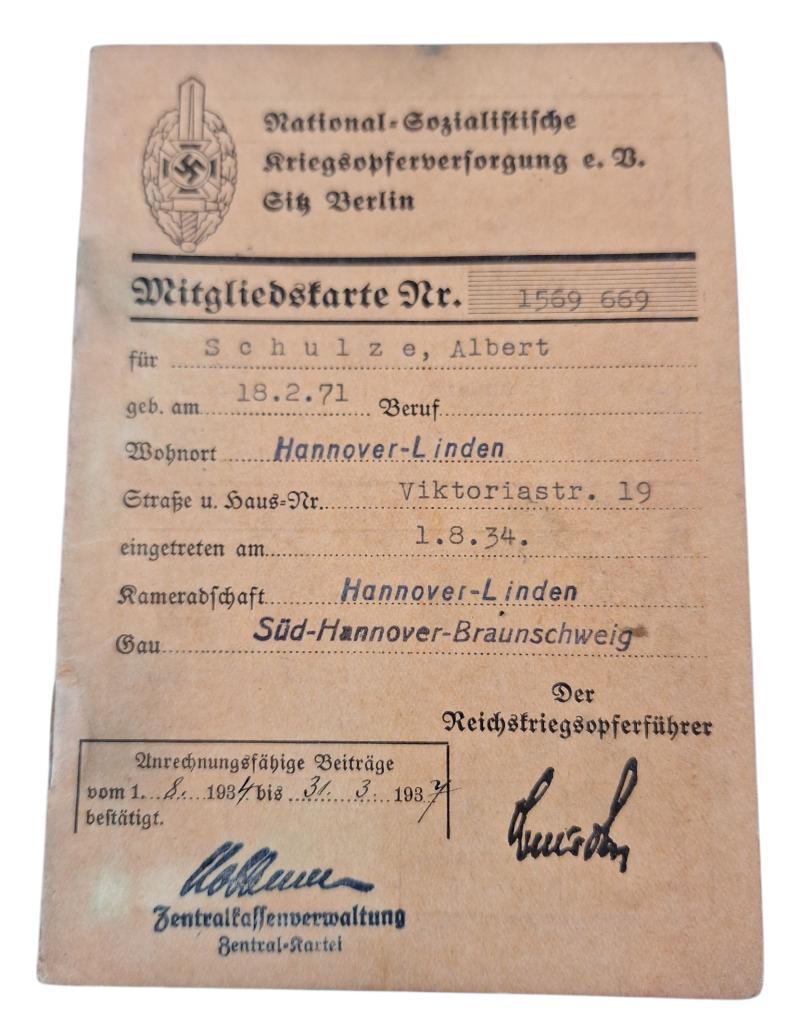 National-Sozialistische
Kriegsopferversorgung e. V.
Sitz Berlin
Mitgliedskarte Nr. 1569 669
für Schulze, Albert
geb. am 18.2.71 Beruf
Wohnort Hannover-Linden
Straße u. Haus-Nr. Viktoriastr. 19
eingetreten am 1.8.34.
Kameradschaft Hannover-Linden
Gau Süd-Hannover-Braunschweig
Der
Reichskriegsopferführer
Anrechnungsfähige Beiträge
vom 1. 8. 1934 bis 31. 3. 1937
bestätigt.
Zentralkassenverwaltung
Zentral-Kartei